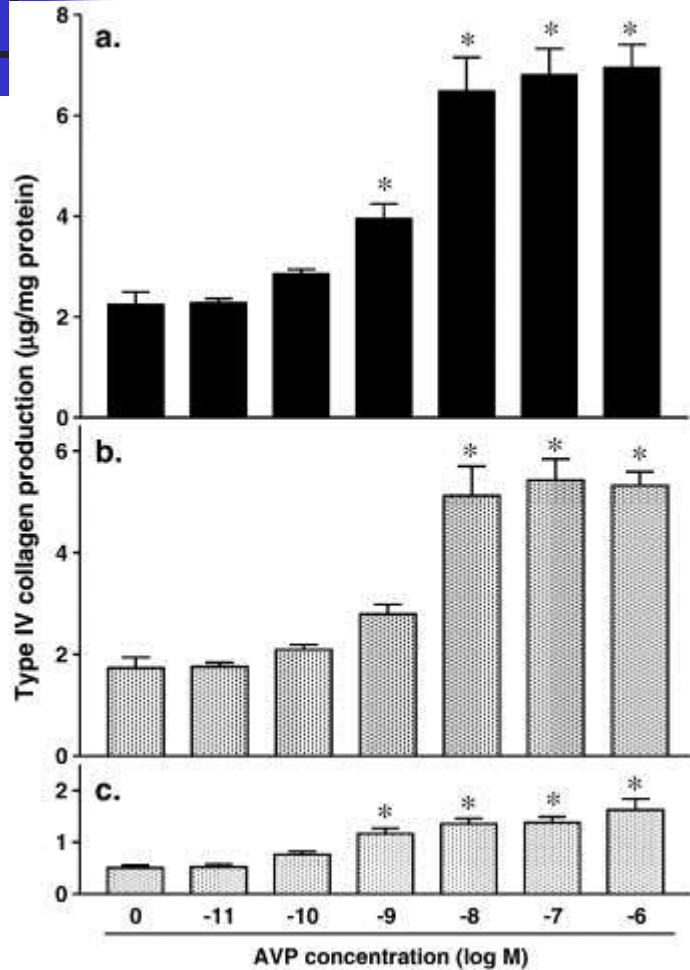 Type IV collagen production (µg/mg protein)
a.
8
6
4
2
0
* * * *
b.
6
4
2
0
* * *
c.
2
1
0
* * * *
0 -11 -10 -9 -8 -7 -6
AVP concentration (log M)